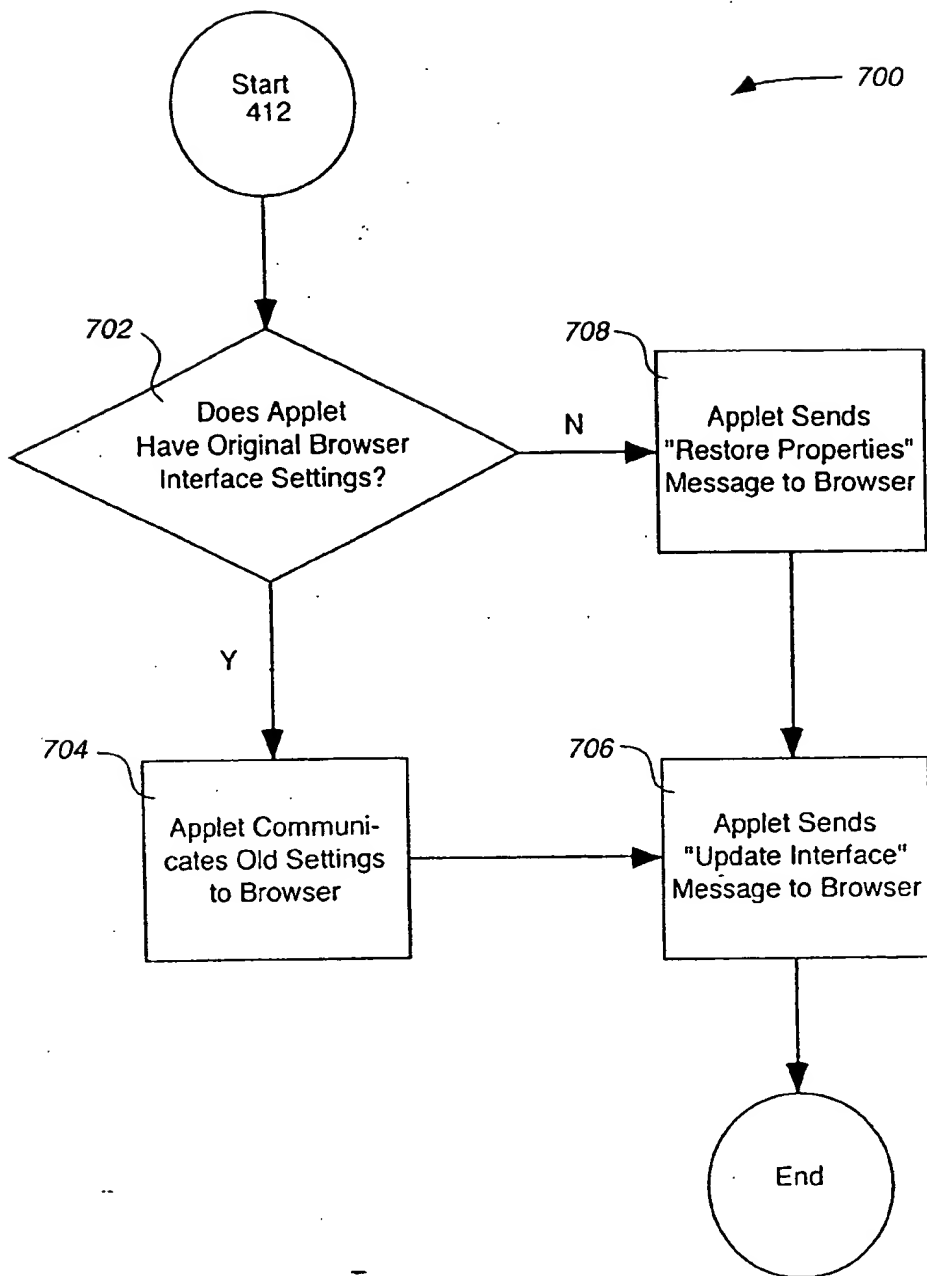 Start
412
700
702
Does Applet
Have Original Browser
Interface Settings?
N
708
Applet Sends
"Restore Properties"
Message to Browser
Y
704
Applet Communi-
cates Old Settings
to Browser
706
Applet Sends
"Update Interface"
Message to Browser
End